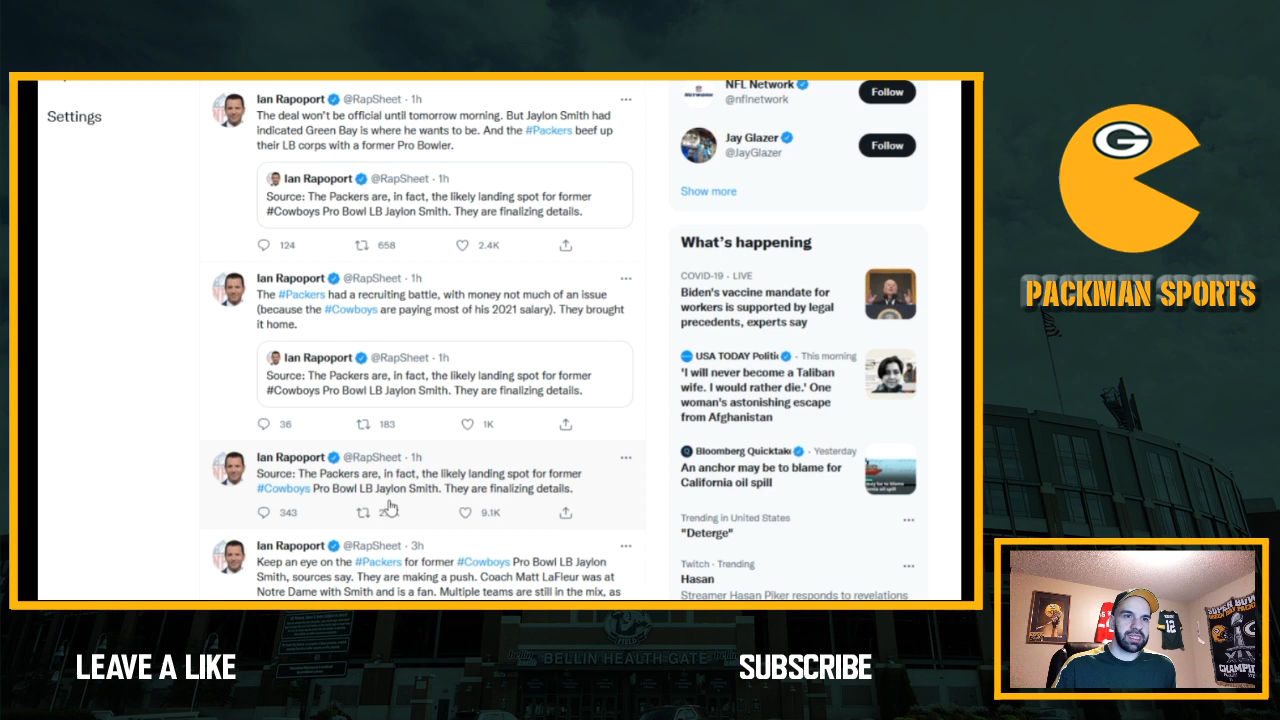 Settings
Ian Rapoport @RapSheet · 1h
The deal won't be official until tomorrow morning. But Jaylon Smith had
indicated Green Bay is where he wants to be. And the #Packers beef up
their LB corps with a former Pro Bowler.
Ian Rapoport @RapSheet · 1h
Source: The Packers are, in fact, the likely landing spot for former
#Cowboys Pro Bowl LB Jaylon Smith. They are finalizing details.
124 658 2.4K
Ian Rapoport @RapSheet · 1h
The #Packers had a recruiting battle, with money not much of an issue
(because the #Cowboys are paying most of his 2021 salary). They brought
it home.
Ian Rapoport @RapSheet · 1h
Source: The Packers are, in fact, the likely landing spot for former
#Cowboys Pro Bowl LB Jaylon Smith. They are finalizing details.
36 183 1K
Ian Rapoport @RapSheet · 1h
Source: The Packers are, in fact, the likely landing spot for former
#Cowboys Pro Bowl LB Jaylon Smith. They are finalizing details.
343 9.1K
Ian Rapoport @RapSheet · 3h
Keep an eye on the #Packers for former #Cowboys Pro Bowl LB Jaylon
Smith, sources say. They are making a push. Coach Matt LaFleur was at
Notre Dame with Smith and is a fan. Multiple teams are still in the mix, as
NFL Network
@nflnetwork
Follow
Jay Glazer
@JayGlazer
Follow
Show more
What's happening
COVID-19 · LIVE
Biden's vaccine mandate for
workers is supported by legal
precedents, experts say
USA TODAY Politic · This morning
'I will never become a Taliban
wife. I would rather die.' One
woman's astonishing escape
from Afghanistan
Bloomberg Quicktak · Yesterday
An anchor may be to blame for
California oil spill
Trending in United States
"Deterge"
Twitch · Trending
Hasan
Streamer Hasan Piker responds to revelations
G
PACKMAN SPORTS
LEAVE A LIKE
SUBSCRIBE
BELLIN HEALTH GATE
SUPER BOW
12